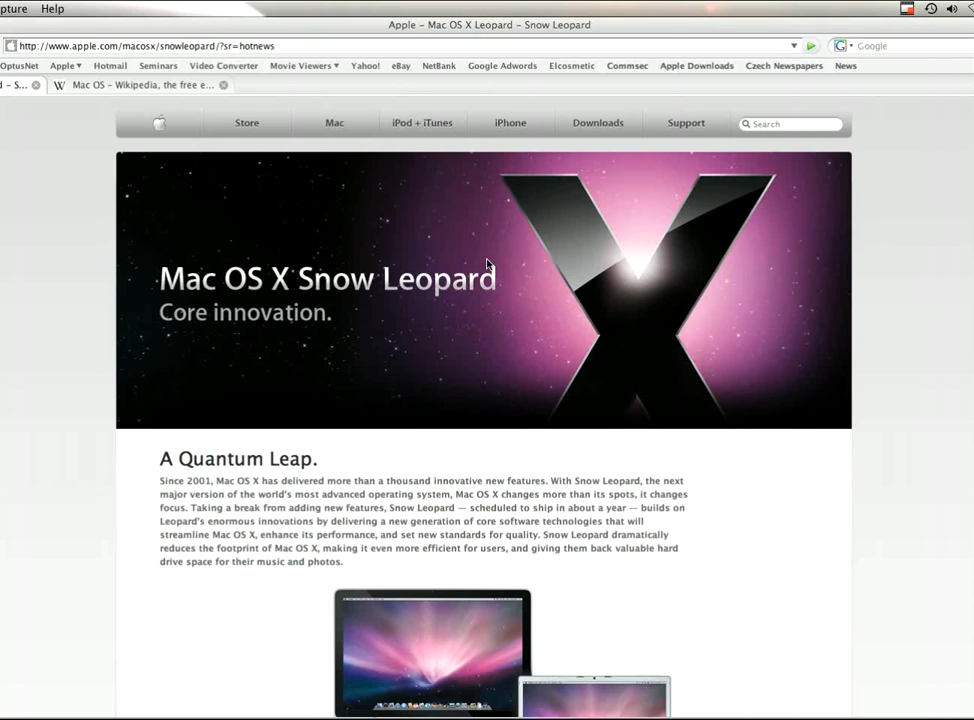 pture Help
Apple – Mac OS X Leopard – Snow Leopard
http://www.apple.com/macosx/snowleopard/?sr=hotnews
Google
OptusNet Apple Hotmail Seminars Video Converter Movie Viewers Yahoo! eBay NetBank Google Adwords Elcosmetic Commsec Apple Downloads Czech Newspapers News
d – S... W Mac OS – Wikipedia, the free e...
Store Mac iPod + iTunes iPhone Downloads Support Search
Mac OS X Snow Leopard
Core innovation.
A Quantum Leap.
Since 2001, Mac OS X has delivered more than a thousand innovative new features. With Snow Leopard, the next
major version of the world's most advanced operating system, Mac OS X changes more than its spots, it changes
focus. Taking a break from adding new features, Snow Leopard — scheduled to ship in about a year — builds on
Leopard's enormous innovations by delivering a new generation of core software technologies that will
streamline Mac OS X, enhance its performance, and set new standards for quality. Snow Leopard dramatically
reduces the footprint of Mac OS X, making it even more efficient for users, and giving them back valuable hard
drive space for their music and photos.